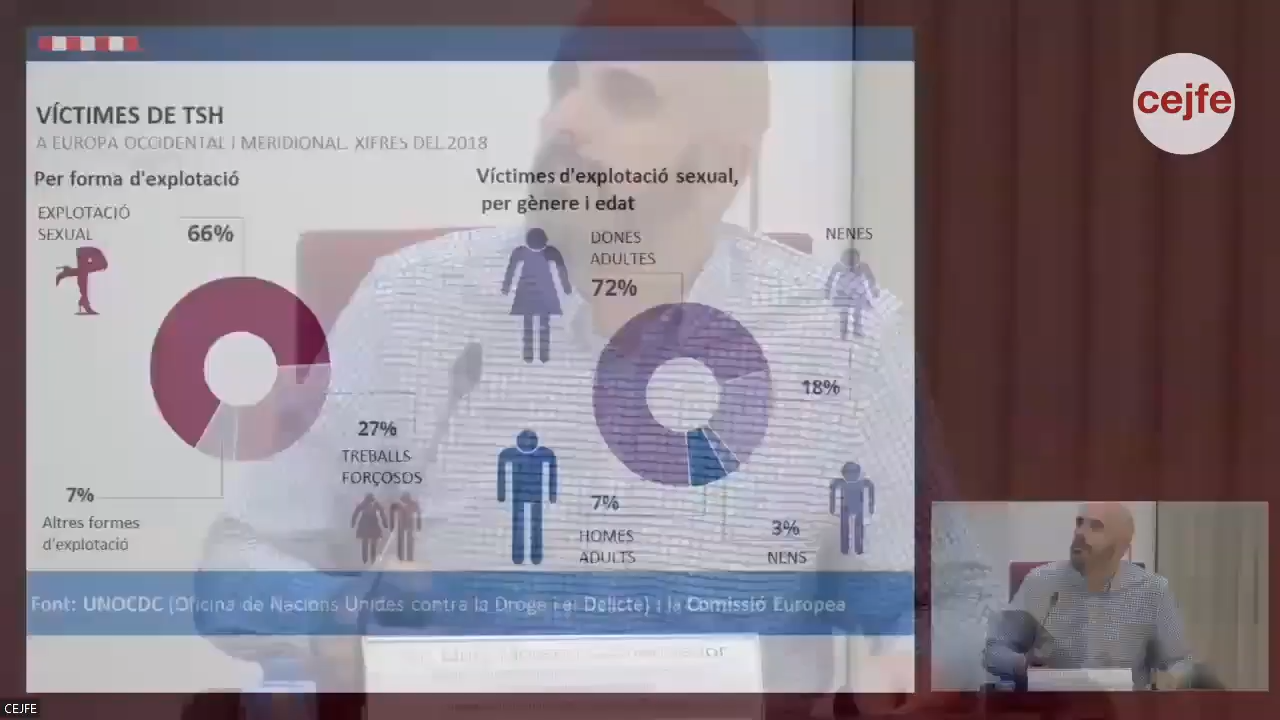 cejfe
VÍCTIMES DE TSH
A EUROPA OCCIDENTAL I MERIDIONAL. XIFRES DEL 2018
Per forma d'explotació
EXPLOTACIÓ
SEXUAL
66%
27%
TREBALLS
FORÇOSOS
7%
Altres formes
d'explotació
Víctimes d'explotació sexual,
per gènere i edat
DONES
ADULTES
72%
NENES
18%
7%
HOMES
ADULTS
3%
NENS
Font: UNOCDC (Oficina de Nacions Unides contra la Droga i el Delicte) i la Comissió Europea
CEJFE